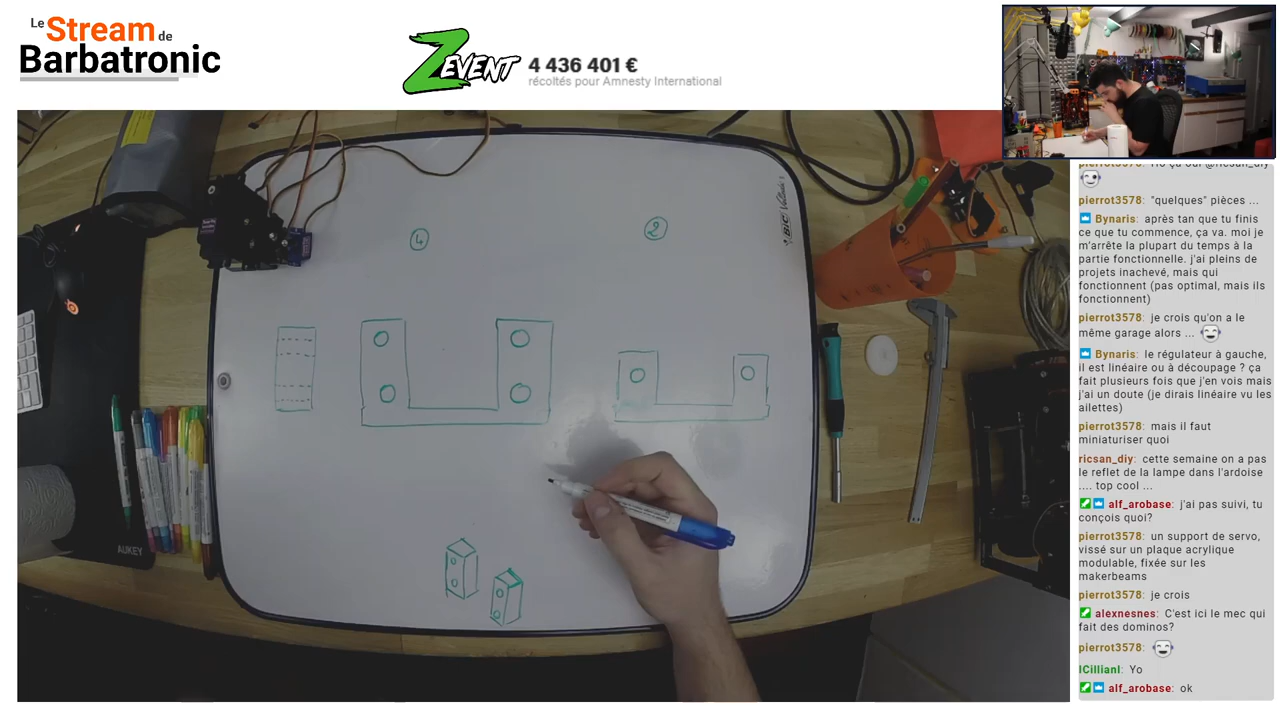 Le Stream de
Barbatronic
ZEVENT
4 436 401 €
récoltés pour Amnesty International
4
2
BIC Velleda
AUKEY
pierrot3578:
pierrot3578: "quelques" pièces ...
Bynaris: après tan que tu finis
ce que tu commence, ça va. moi je
m'arrête la plupart du temps à la
partie fonctionnelle. j'ai pleins de
projets inachevé, mais qui
fonctionnent (pas optimal, mais ils
fonctionnent)
pierrot3578: je crois qu'on a le
même garage alors ...
Bynaris: le régulateur à gauche,
il est linéaire ou à découpage ? ça
fait plusieurs fois que j'en vois mais
j'ai un doute (je dirais linéaire vu les
ailettes)
pierrot3578: mais il faut
miniaturiser quoi
ricsan_diy: cette semaine on a pas
le reflet de la lampe dans l'ardoise
.... top cool ...
alf_arobase: j'ai pas suivi, tu
conçois quoi?
pierrot3578: un support de servo,
vissé sur un plaque acrylique
modulable, fixée sur les
makerbeams
pierrot3578: je crois
alexnesnes: C'est ici le mec qui
fait des dominos?
pierrot3578:
lCillianl: Yo
alf_arobase: ok